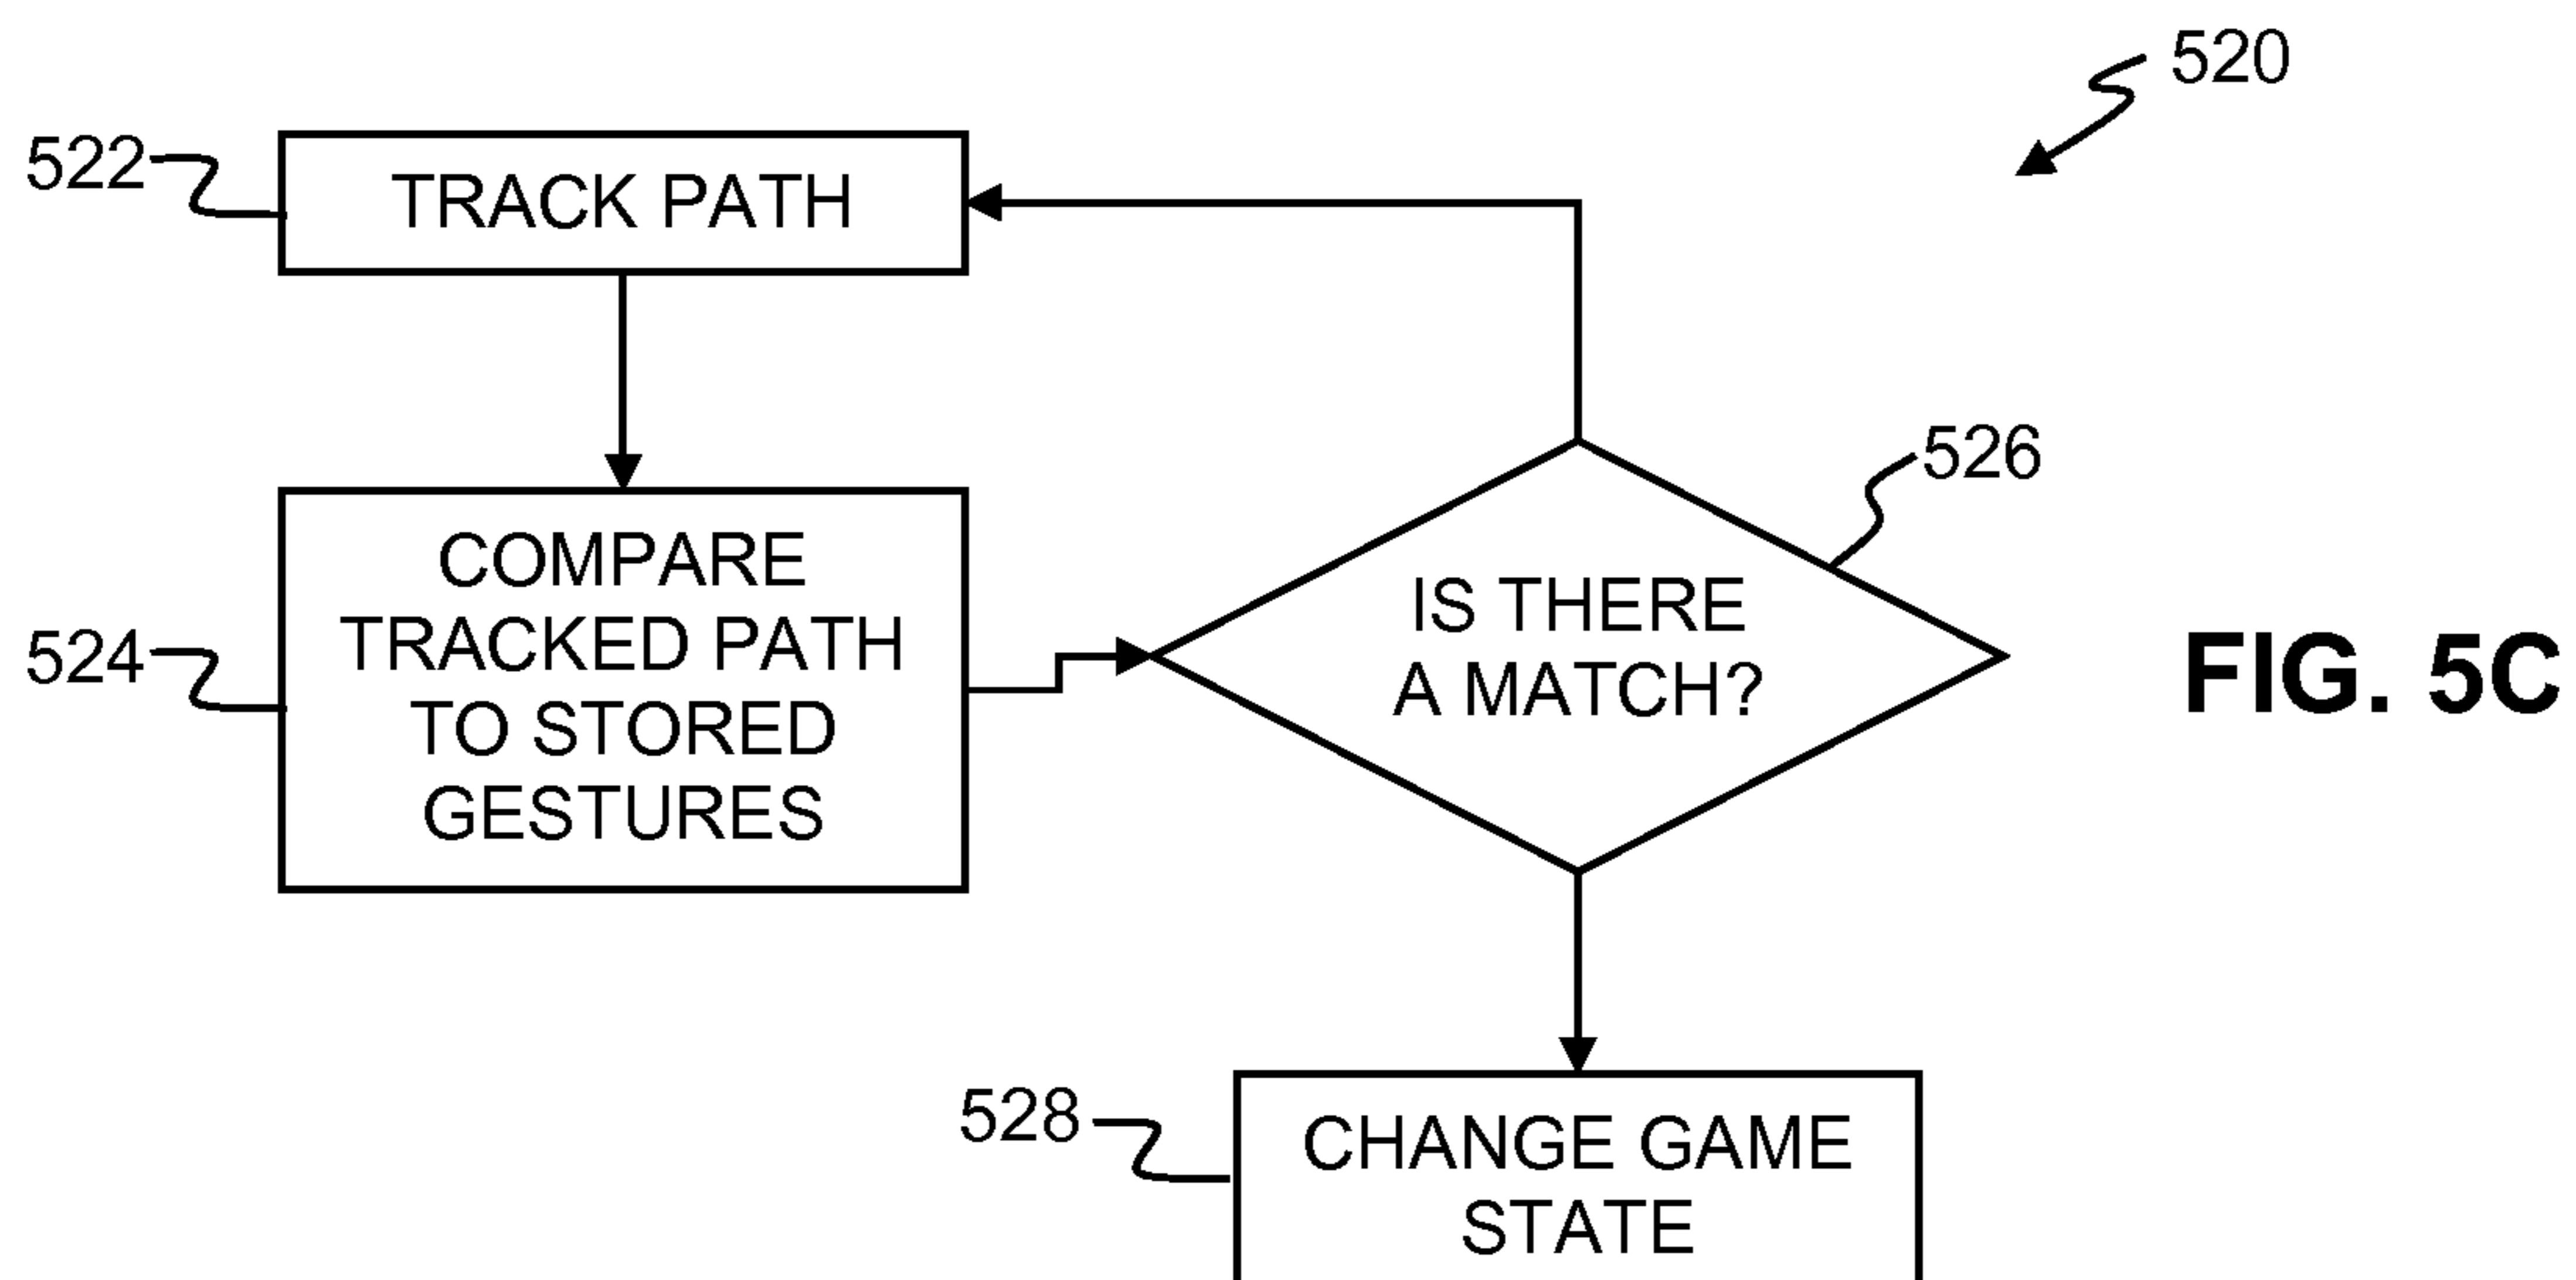 520
522
TRACK PATH
526
524
COMPARE
TRACKED PATH
TO STORED
GESTURES
IS THERE
A MATCH?
FIG. 5C
528
CHANGE GAME
STATE